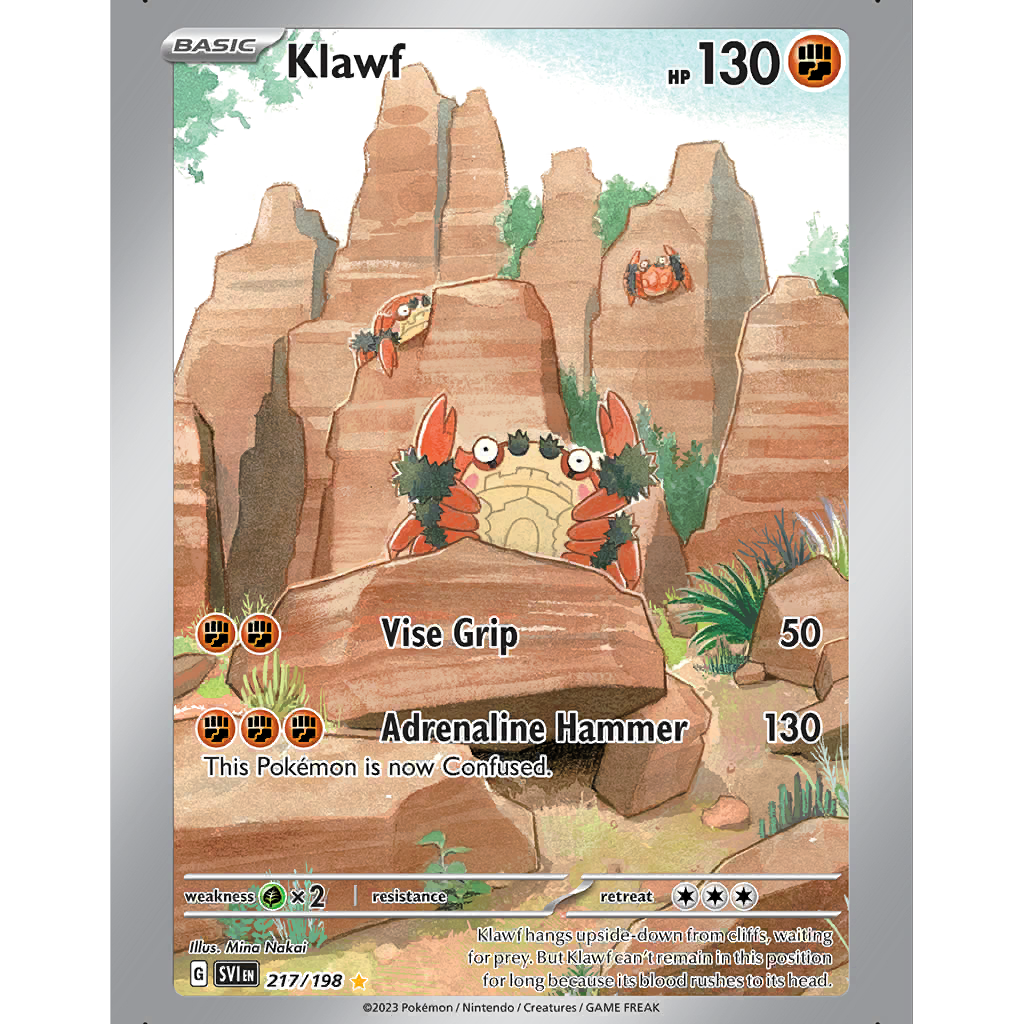 BASIC Klawf HP 130
Vise Grip 50
Adrenaline Hammer 130
This Pokémon is now Confused.
weakness ×2 resistance retreat
Illus. Mina Nakai
Klawf hangs upside-down from cliffs, waiting
for prey. But Klawf can't remain in this position
for long because its blood rushes to its head.
G SVI EN 217/198
©2023 Pokémon / Nintendo / Creatures / GAME FREAK